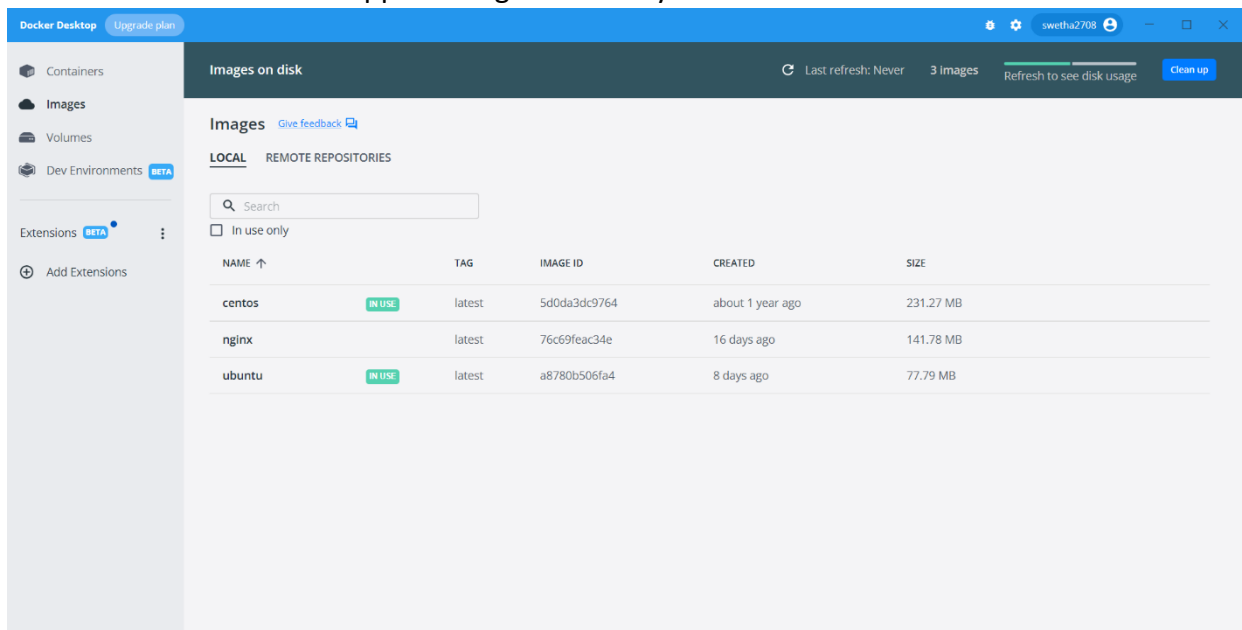 Docker Desktop Upgrade plan swetha2708
Containers
Images
Volumes
Dev Environments BETA
Extensions BETA
Add Extensions
Images on disk Last refresh: Never 3 images Refresh to see disk usage Clean up
Images Give feedback
LOCAL REMOTE REPOSITORIES
Search
In use only
NAME TAG IMAGE ID CREATED SIZE
centos IN USE latest 5d0da3dc9764 about 1 year ago 231.27 MB
nginx latest 76c69feac34e 16 days ago 141.78 MB
ubuntu IN USE latest a8780b506fa4 8 days ago 77.79 MB